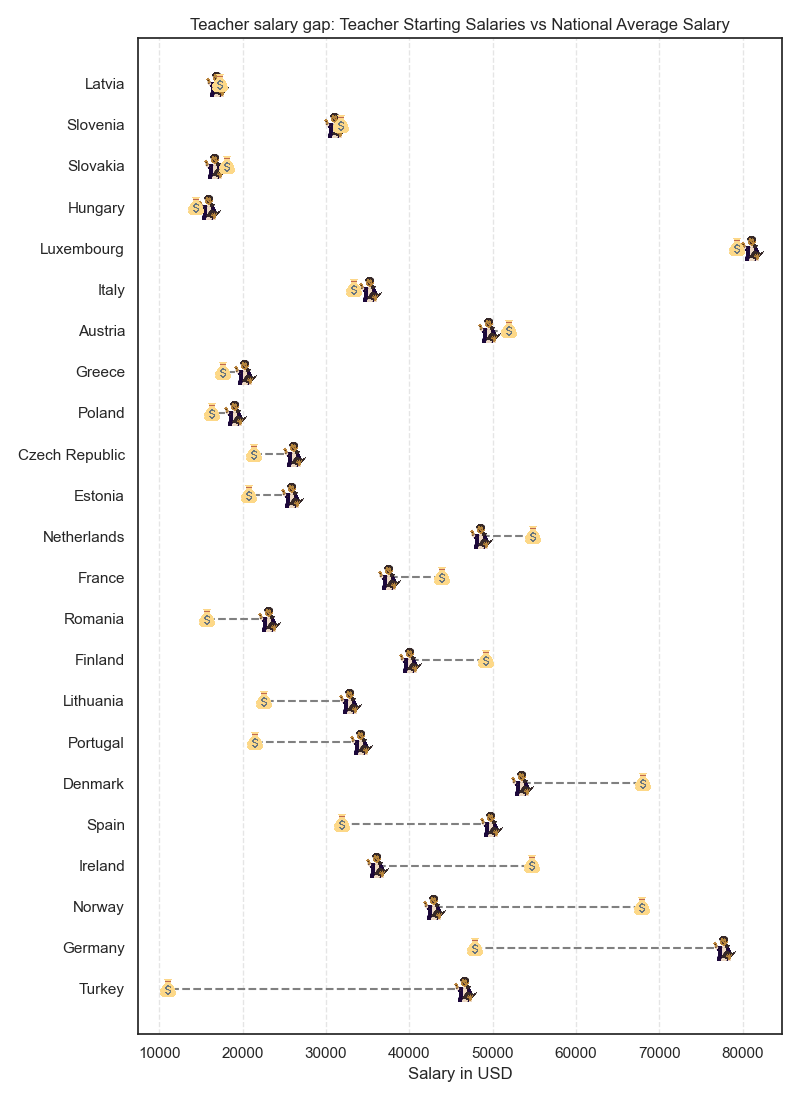 Teacher salary gap: Teacher Starting Salaries vs National Average Salary
Latvia
Slovenia
Slovakia
Hungary
Luxembourg
Italy
Austria
Greece
Poland
Czech Republic
Estonia
Netherlands
France
Romania
Finland
Lithuania
Portugal
Denmark
Spain
Ireland
Norway
Germany
Turkey
10000 20000 30000 40000 50000 60000 70000 80000
Salary in USD